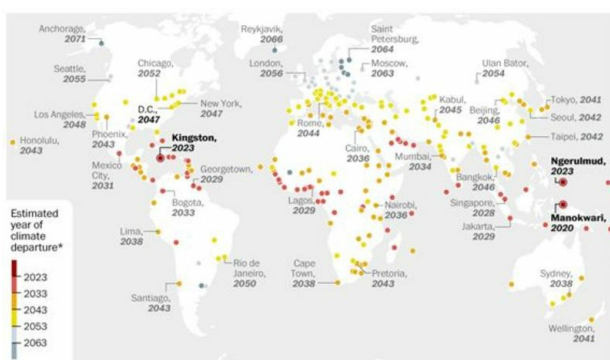 Anchorage,
2071
Reykjavik,
2066
Saint
Petersburg,
2064
Chicago,
2052
Seattle,
2055
London,
2056
Moscow,
2063
Ulan Bator,
2054
D.C.,
2047
New York,
2047
Los Angeles,
2048
Phoenix,
2043
Honolulu,
2043
Rome,
2044
Kabul,
2045
Beijing,
2046
Tokyo, 2041
Seoul, 2042
Taipei, 2042
Kingston,
2023
Cairo,
2036
Mumbai,
2034
Mexico
City,
2031
Georgetown,
2029
Bangkok,
2046
Ngerulmud,
2023
Bogota,
2033
Lagos,
2029
Nairobi,
2036
Singapore,
2028
Jakarta,
2029
Manokwari,
2020
Lima,
2038
Rio de
Janeiro,
2050
Cape
Town,
2038
Pretoria,
2043
Sydney,
2038
Santiago,
2043
Wellington,
2041
Estimated
year of
climate
departure*
2023
2033
2043
2053
2063